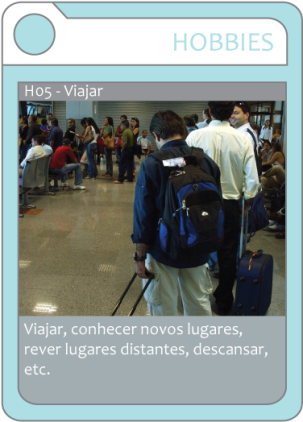 HOBBIES
H05 - Viajar
Viajar, conhecer novos lugares,
rever lugares distantes, descansar,
etc.